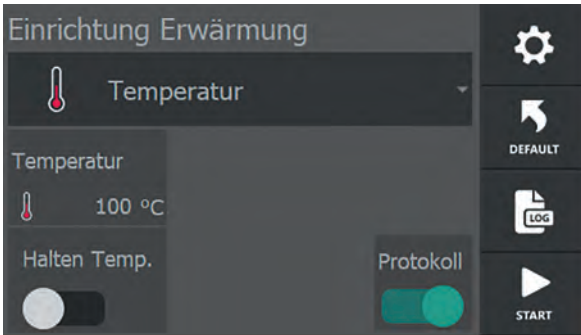 Einrichtung Erwärmung
Temperatur
DEFAULT
Temperatur
100 °C
LOG
Halten Temp.
Protokoll
START